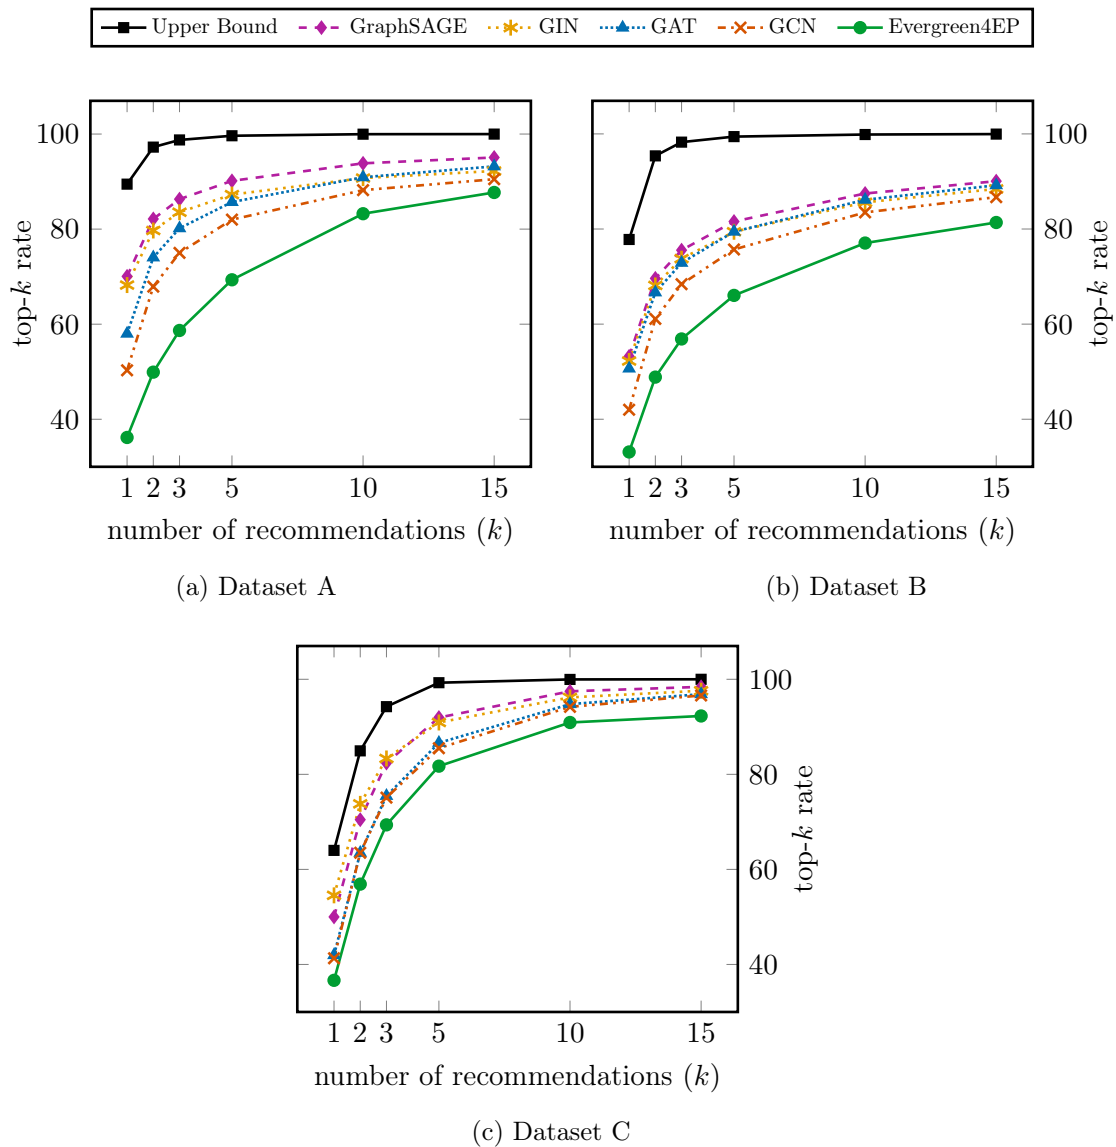 Upper Bound GraphSAGE GIN GAT GCN Evergreen4EP
100
80
60
40
top-k rate
1 2 3 5 10 15
number of recommendations (k)
(a) Dataset A
100
80
60
40
top-k rate
1 2 3 5 10 15
number of recommendations (k)
(b) Dataset B
100
80
60
40
top-k rate
1 2 3 5 10 15
number of recommendations (k)
(c) Dataset C